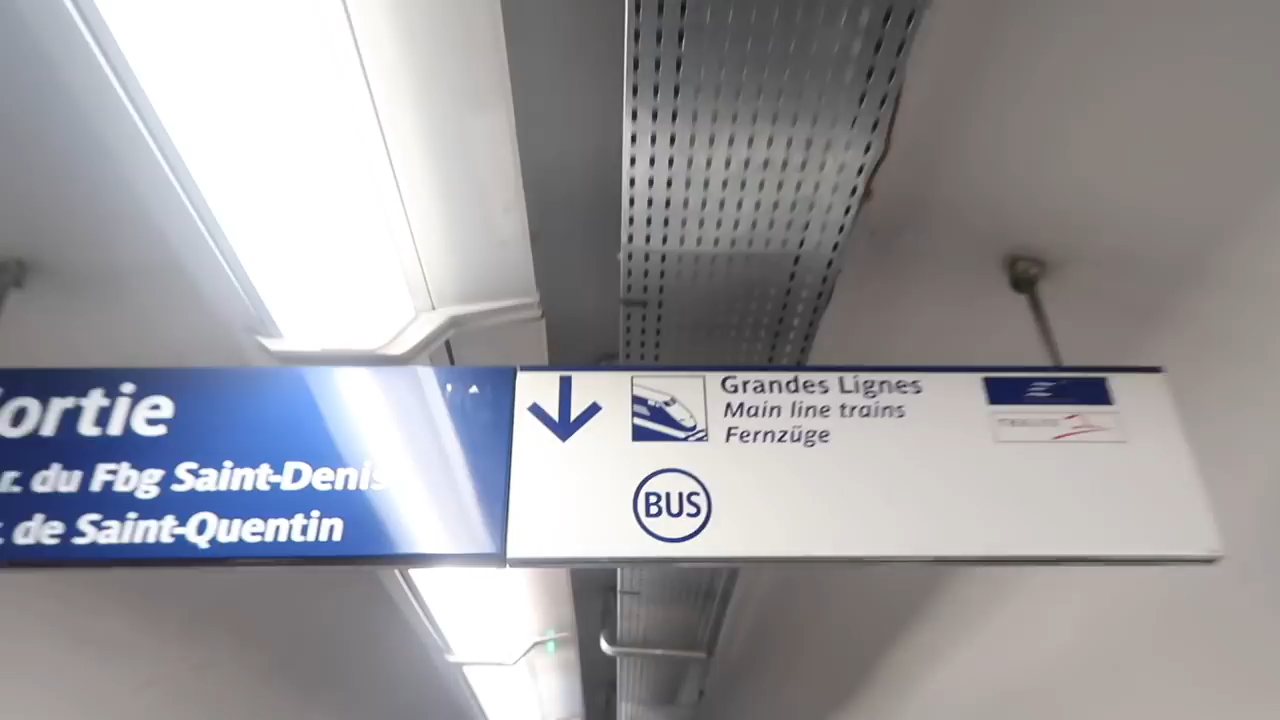 ortie
r. du Fbg Saint-Denis
de Saint-Quentin
Grandes Lignes
Main line trains
Fernzüge
BUS